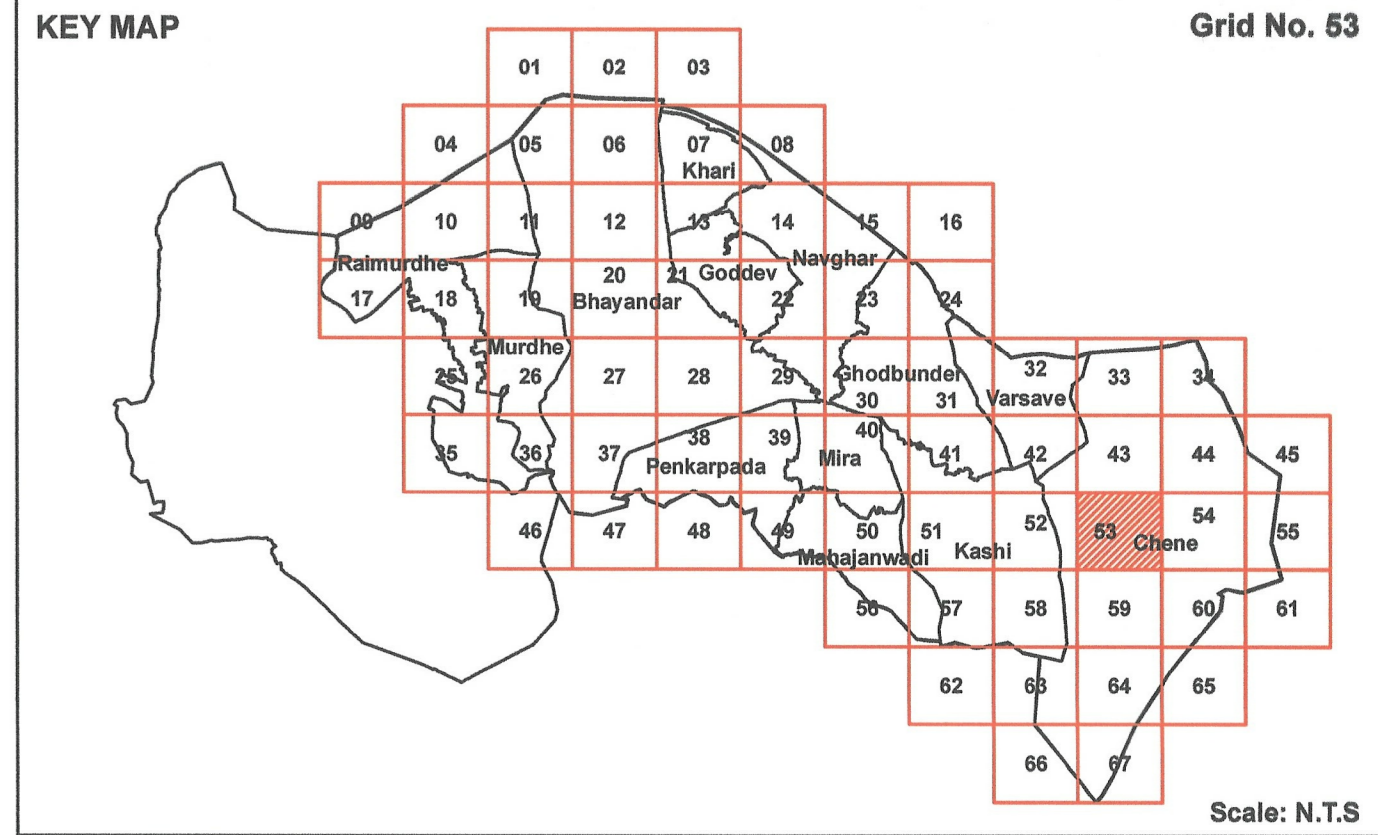 KEY MAP
Grid No. 53
01 02 03
04 05 06 07 08
Khari
09 10 11 12 13 14 15 16
Raimurdhe
Navghar
Goddev
17 18 19 20 21 22 23 24
Bhayandar
Murdhe
25 26 27 28 29 30 31 32 33 34
Ghodbunder
Varsave
35 36 37 38 39 40 41 42 43 44 45
Penkarpada
Mira
46 47 48 49 50 51 52 53 54 55
Mahajanwadi
Kashi
Chene
56 57 58 59 60 61
62 63 64 65
66 67
Scale: N.T.S